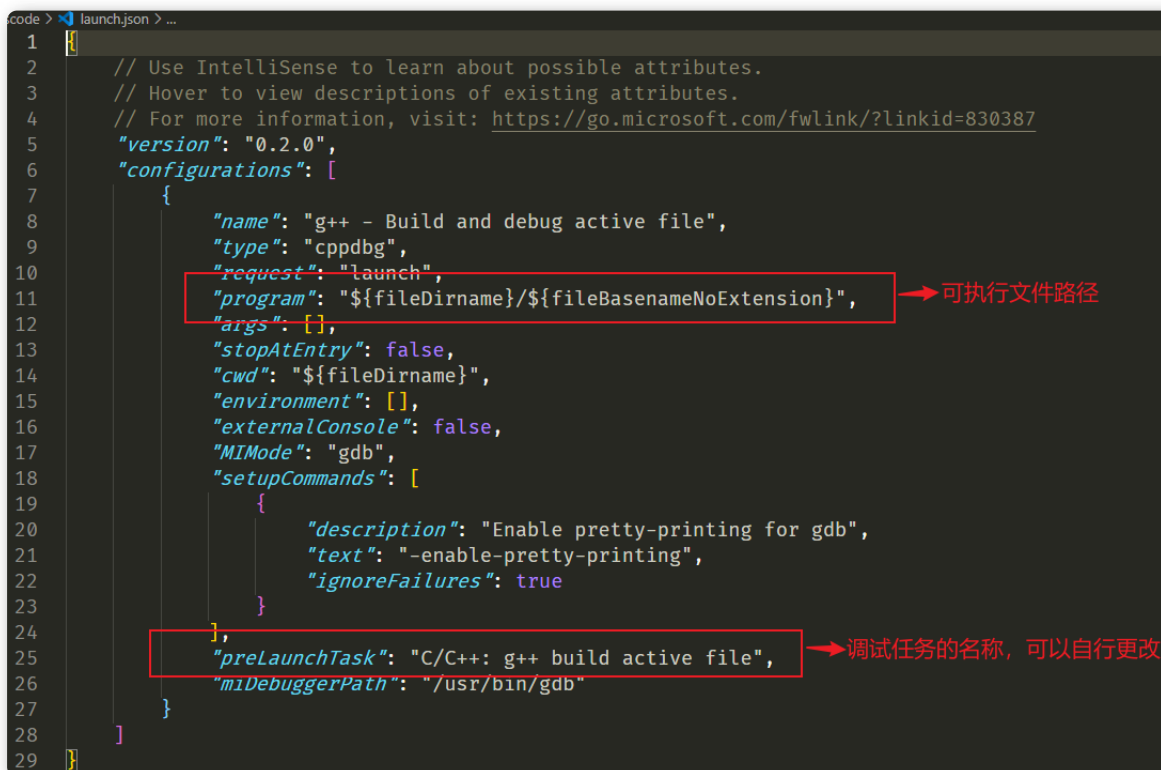 scode > launch.json > ...
1 {
2 // Use IntelliSense to learn about possible attributes.
3 // Hover to view descriptions of existing attributes.
4 // For more information, visit: https://go.microsoft.com/fwlink/?linkid=830387
5 "version": "0.2.0",
6 "configurations": [
7 {
8 "name": "g++ - Build and debug active file",
9 "type": "cppdbg",
10 "request": "launch",
11 "program": "${fileDirname}/${fileBasenameNoExtension}", 可执行文件路径
12 "args": [],
13 "stopAtEntry": false,
14 "cwd": "${fileDirname}",
15 "environment": [],
16 "externalConsole": false,
17 "MIMode": "gdb",
18 "setupCommands": [
19 {
20 "description": "Enable pretty-printing for gdb",
21 "text": "-enable-pretty-printing",
22 "ignoreFailures": true
23 }
24 ],
25 "preLaunchTask": "C/C++: g++ build active file", 调试任务的名称，可以自行更改
26 "miDebuggerPath": "/usr/bin/gdb"
27 }
28 ]
29 }